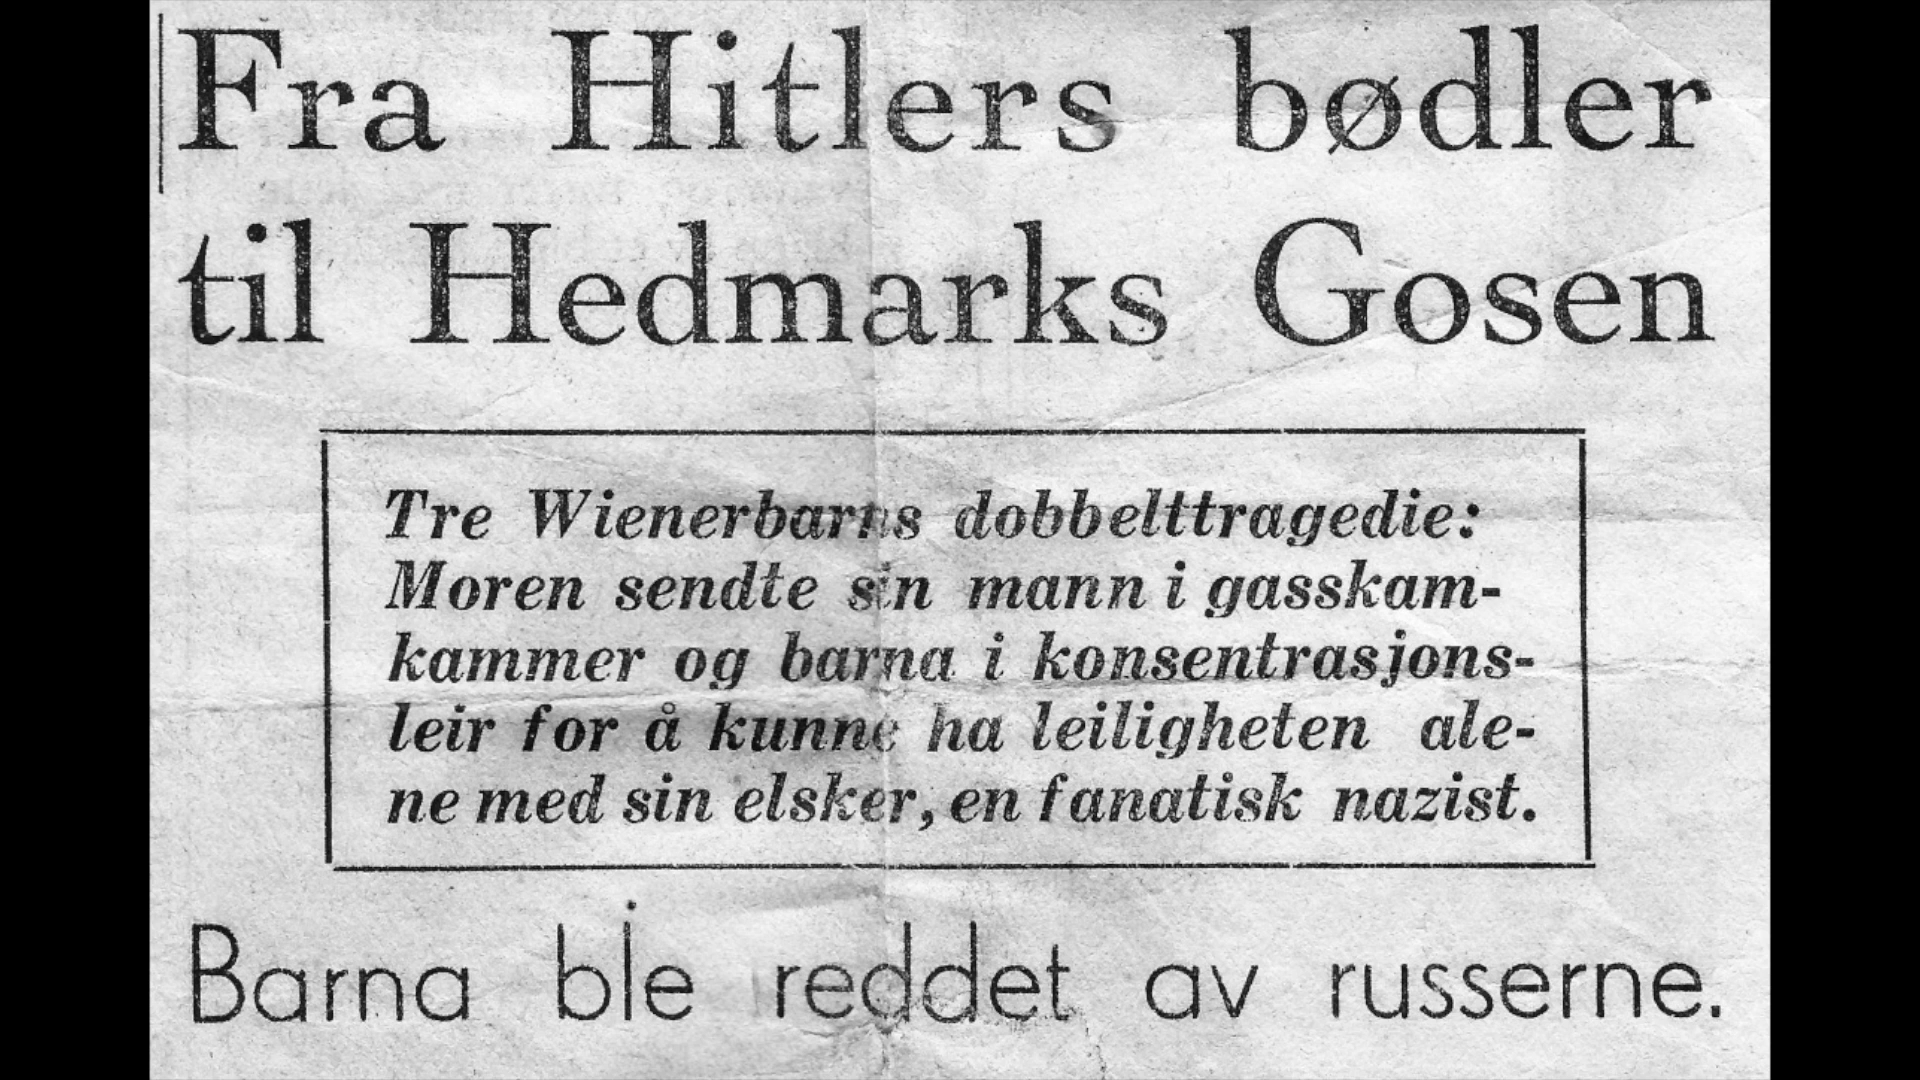 Fra Hitlers bødler
til Hedmarks Gosen
Tre Wienerbarns dobbelttragedie:
Moren sendte sin mann i gasskam-
kammer og barna i konsentrasjons-
leir for å kunne ha leiligheten ale-
ne med sin elsker, en fanatisk nazist.
Barna ble reddet av russerne.